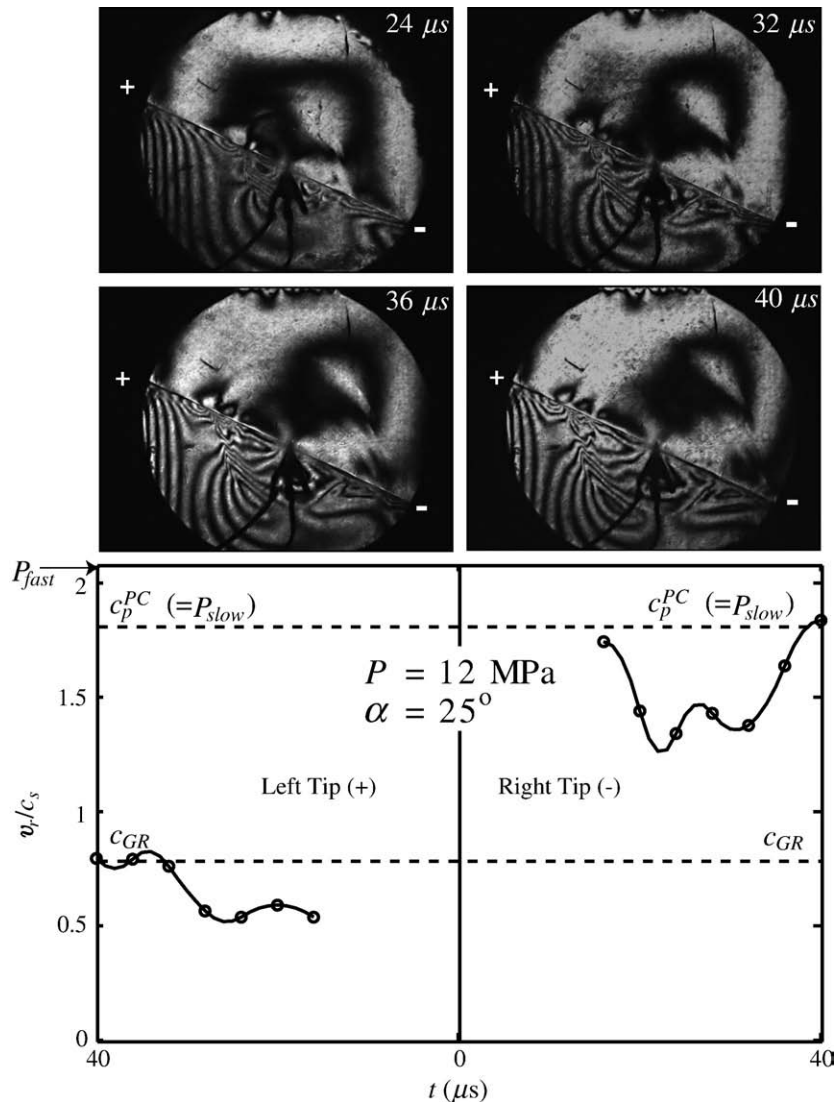 24 μs
32 μs
+
+
-
-
36 μs
40 μs
+
+
-
-
P_fast
2
c_p^PC (=P_slow)
c_p^PC (=P_slow)
P = 12 MPa
α = 25°
1.5
Left Tip (+)
Right Tip (-)
v_r/c_s
1
c_GR
c_GR
0.5
0
40
0
40
t (μs)